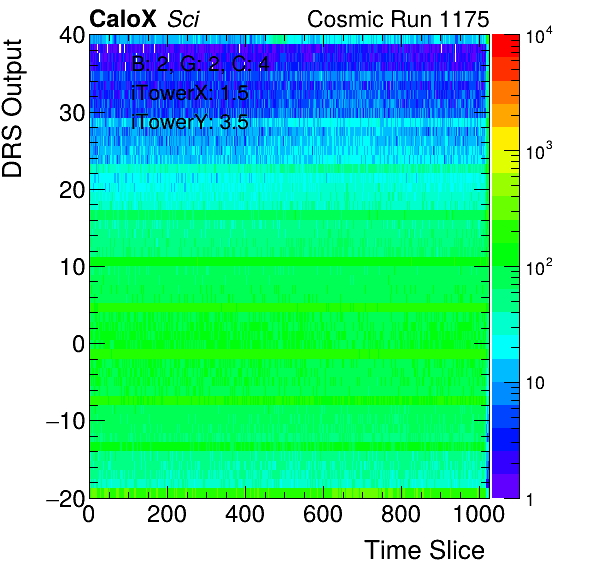 CaloX Sci
Cosmic Run 1175
DRS Output
40
30
20
10
0
−10
−20
B: 2, G: 2, C: 4
iTowerX: 1.5
iTowerY: 3.5
0 200 400 600 800 1000
Time Slice
10⁴
10³
10²
10
1